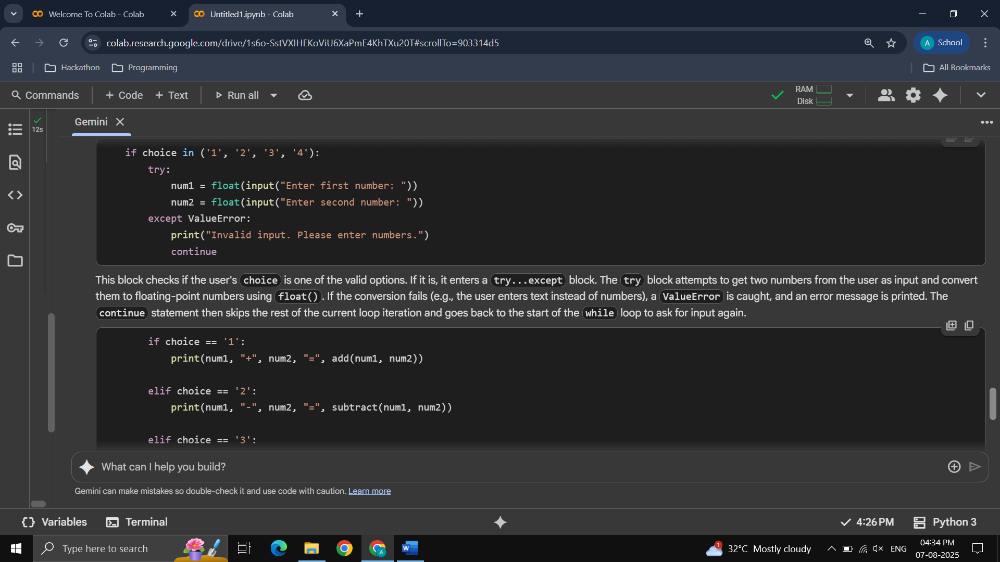 Welcome To Colab - Colab
Untitled1.ipynb - Colab
colab.research.google.com/drive/1s6o-SstVXIHEKoViU6XaPmE4KhTXu20T#scrollTo=903314d5
A School
Hackathon
Programming
All Bookmarks
Commands
+ Code
+ Text
Run all
RAM
Disk
12s
Gemini
if choice in ('1', '2', '3', '4'):
try:
num1 = float(input("Enter first number: "))
num2 = float(input("Enter second number: "))
except ValueError:
print("Invalid input. Please enter numbers.")
continue
This block checks if the user's choice is one of the valid options. If it is, it enters a try...except block. The try block attempts to get two numbers from the user as input and convert
them to floating-point numbers using float(). If the conversion fails (e.g., the user enters text instead of numbers), a ValueError is caught, and an error message is printed. The
continue statement then skips the rest of the current loop iteration and goes back to the start of the while loop to ask for input again.
if choice == '1':
print(num1, "+", num2, "=", add(num1, num2))
elif choice == '2':
print(num1, "-", num2, "=", subtract(num1, num2))
elif choice == '3':
What can I help you build?
Gemini can make mistakes so double-check it and use code with caution. Learn more
{} Variables
Terminal
4:26 PM
Python 3
Type here to search
W
A
1
32°C Mostly cloudy
ENG
04:34 PM
07-08-2025